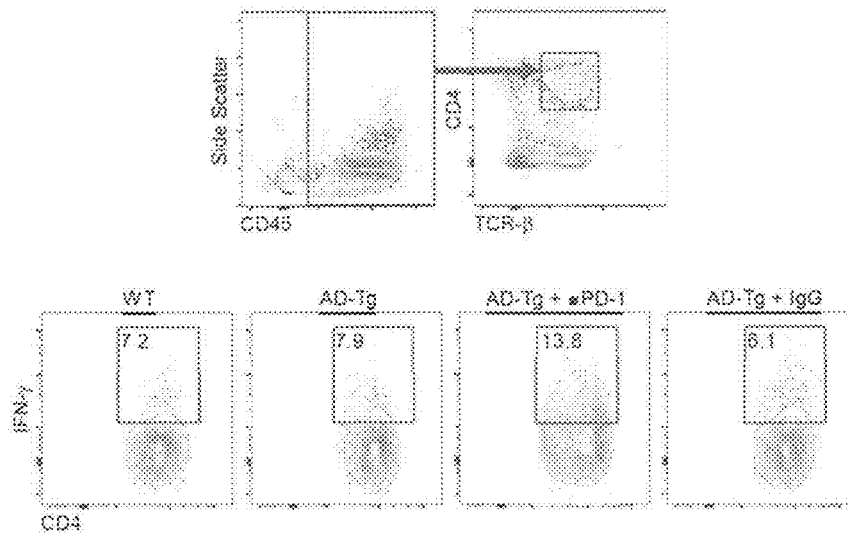 Side Scatter
CD45
CD4
TCR-β
WT
AD-Tg
AD-Tg + αPD-1
AD-Tg + IgG
7.2
7.9
13.6
6.1
IFN-γ
CD4